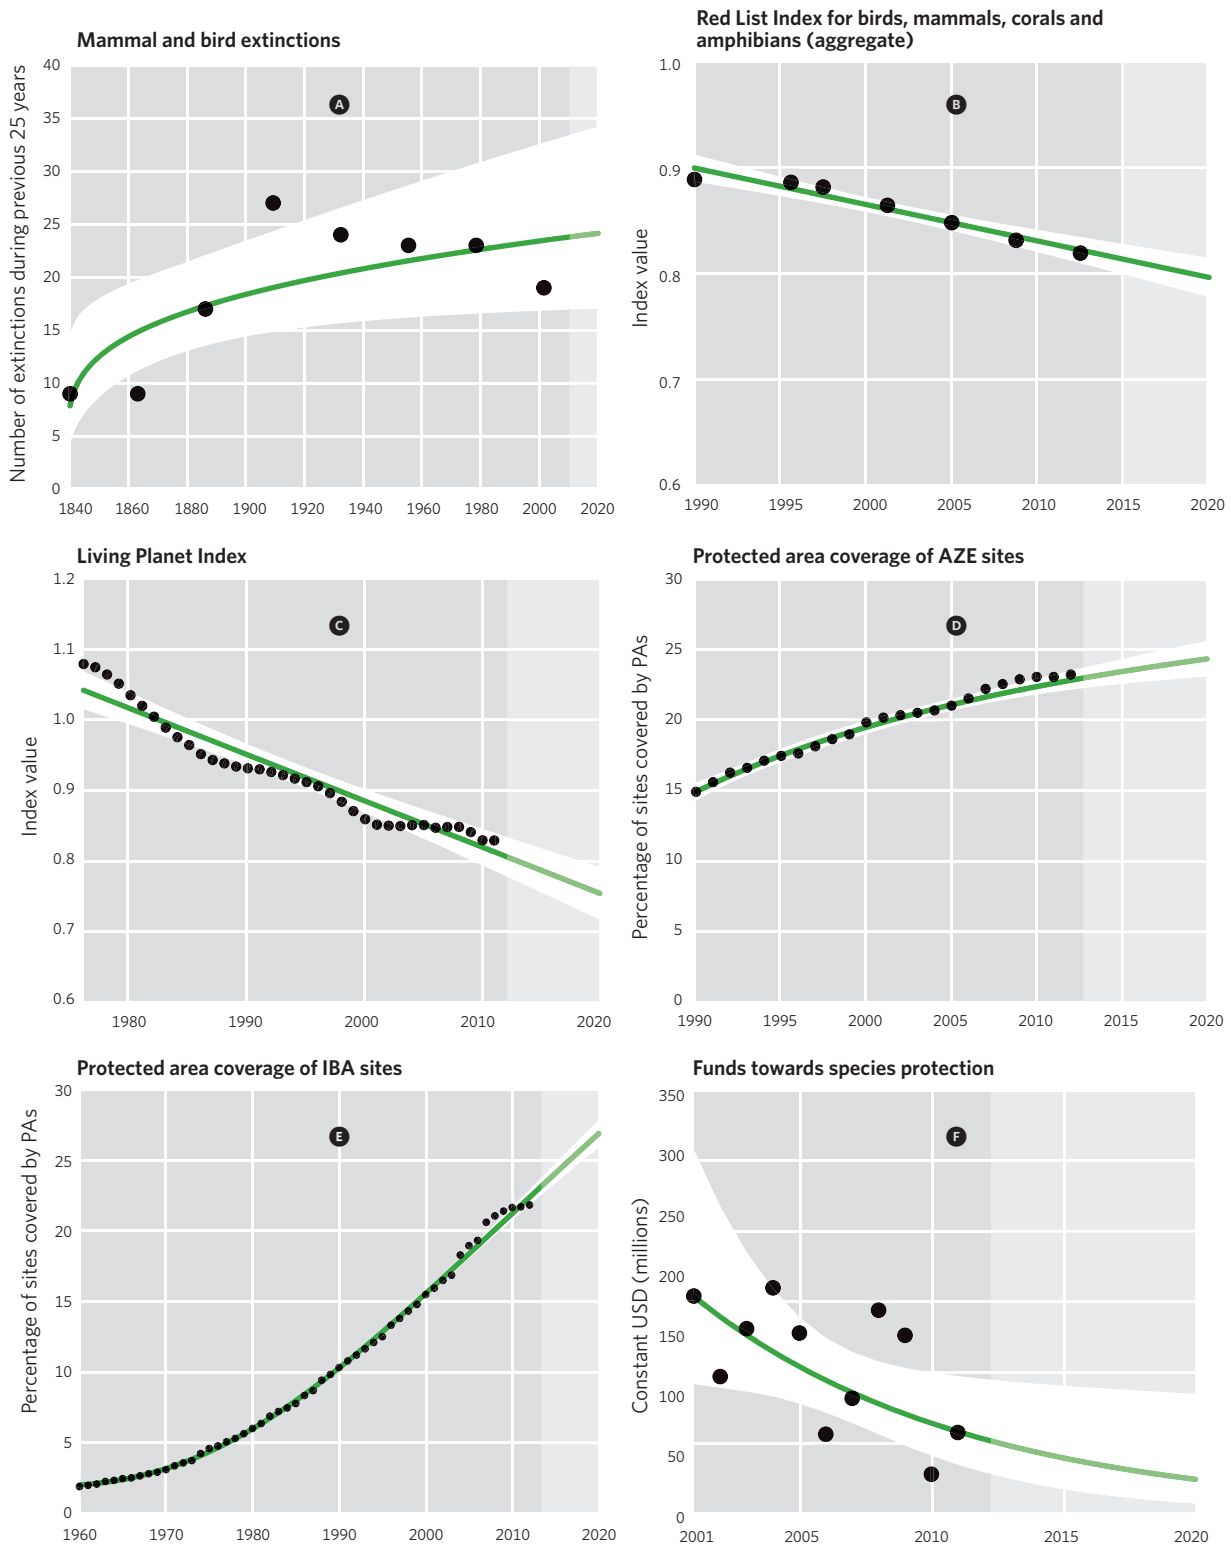 Mammal and bird extinctions
Number of extinctions during previous 25 years
40
35
30
25
20
15
10
5
0
A
1840 1860 1880 1900 1920 1940 1960 1980 2000 2020
Red List Index for birds, mammals, corals and
amphibians (aggregate)
Index value
1.0
0.9
0.8
0.7
0.6
B
1990 1995 2000 2005 2010 2015 2020
Living Planet Index
Index value
1.2
1.1
1.0
0.9
0.8
0.7
0.6
C
1980 1990 2000 2010 2020
Protected area coverage of AZE sites
Percentage of sites covered by PAs
30
25
20
15
10
5
0
D
1990 1995 2000 2005 2010 2015 2020
Protected area coverage of IBA sites
Percentage of sites covered by PAs
30
25
20
15
10
5
0
E
1960 1970 1980 1990 2000 2010 2020
Funds towards species protection
Constant USD (millions)
350
300
250
200
150
100
50
0
F
2001 2005 2010 2015 2020